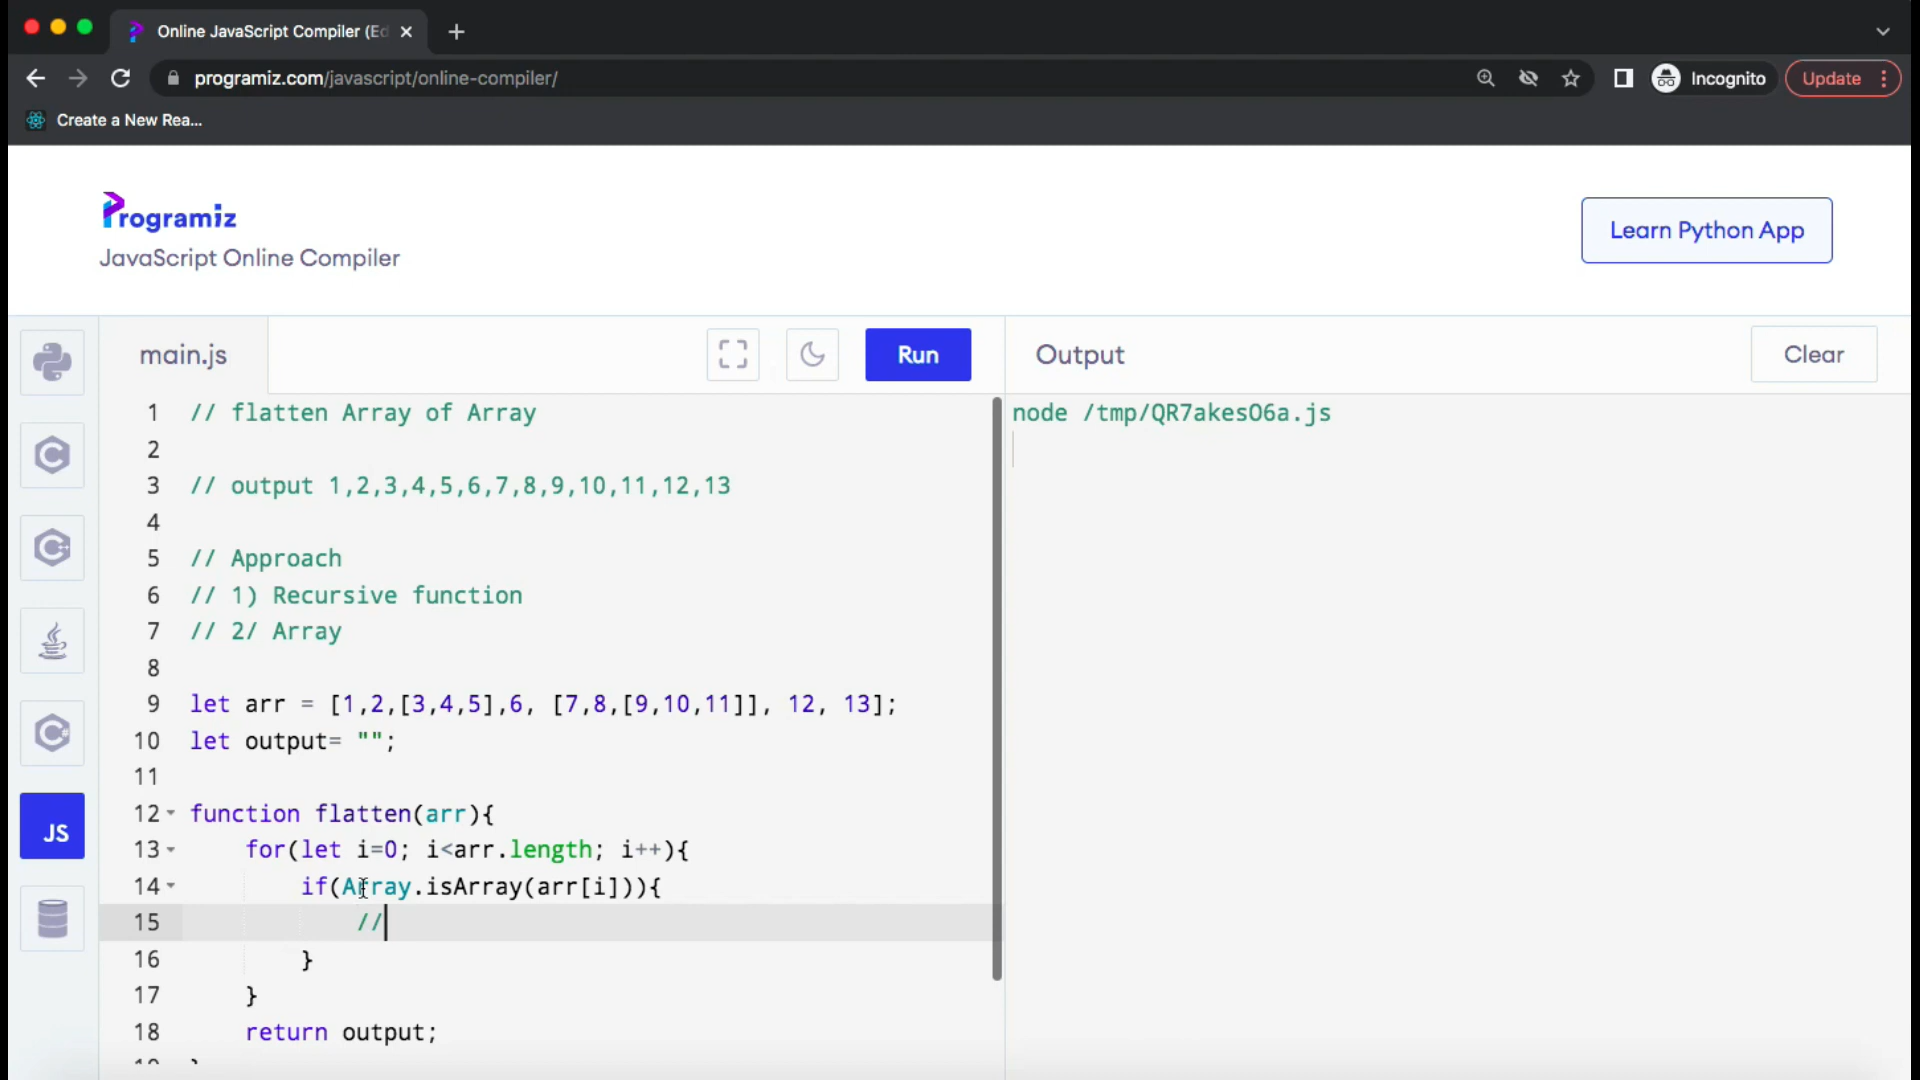 Online JavaScript Compiler (Ed
programiz.com/javascript/online-compiler/
Incognito
Update
Create a New Rea...
Programiz
JavaScript Online Compiler
Learn Python App
main.js
Run
Output
Clear
1 // flatten Array of Array
2
3 // output 1,2,3,4,5,6,7,8,9,10,11,12,13
4
5 // Approach
6 // 1) Recursive function
7 // 2/ Array
8
9 let arr = [1,2,[3,4,5],6, [7,8,[9,10,11]], 12, 13];
10 let output= "";
11
12 function flatten(arr){
13 for(let i=0; i<arr.length; i++){
14 if(Array.isArray(arr[i])){
15 //
16 }
17 }
18 return output;
node /tmp/QR7akesO6a.js
JS